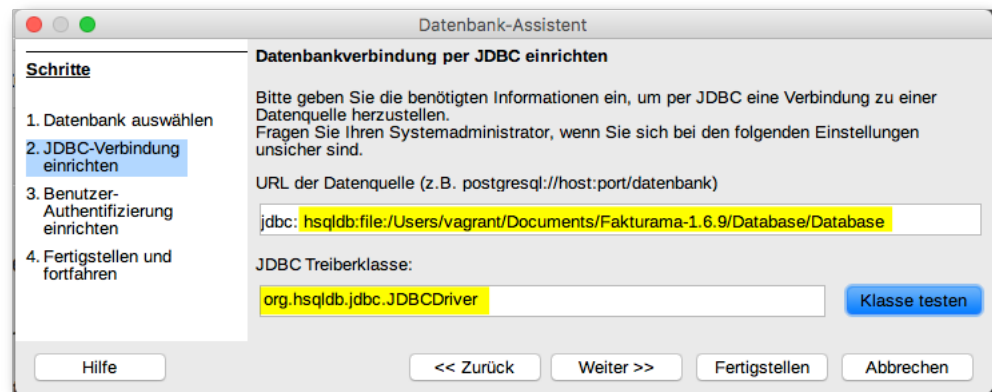 Datenbank-Assistent
Schritte
1. Datenbank auswählen
2. JDBC-Verbindung
einrichten
3. Benutzer-
Authentifizierung
einrichten
4. Fertigstellen und
fortfahren
Datenbankverbindung per JDBC einrichten
Bitte geben Sie die benötigten Informationen ein, um per JDBC eine Verbindung zu einer
Datenquelle herzustellen.
Fragen Sie Ihren Systemadministrator, wenn Sie sich bei den folgenden Einstellungen
unsicher sind.
URL der Datenquelle (z.B. postgresql://host:port/datenbank)
jdbc: hsqldb:file:/Users/vagrant/Documents/Fakturama-1.6.9/Database/Database
JDBC Treiberklasse:
org.hsqldb.jdbc.JDBCDriver
Klasse testen
Hilfe
<< Zurück
Weiter >>
Fertigstellen
Abbrechen